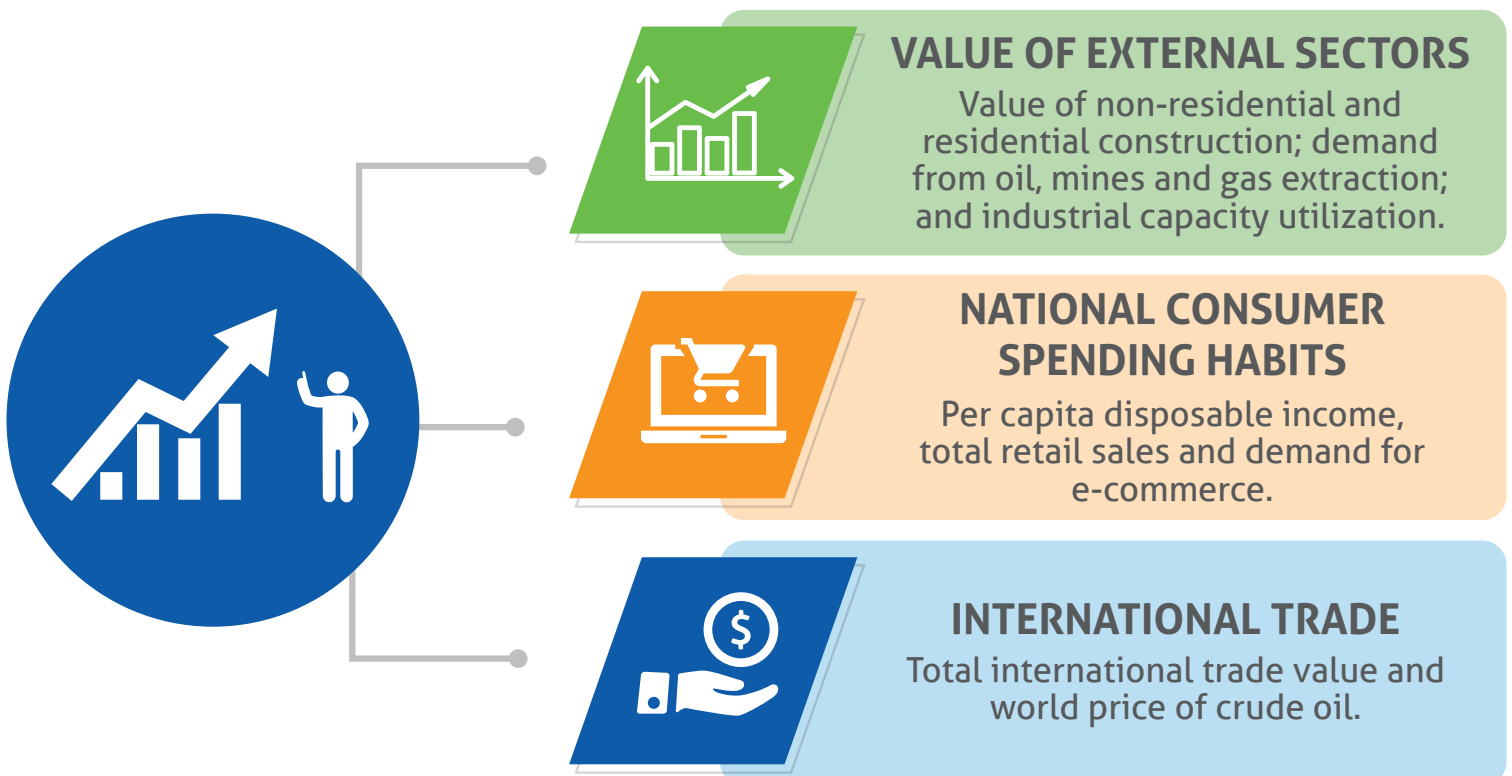 VALUE OF EXTERNAL SECTORS
Value of non-residential and
residential construction; demand
from oil, mines and gas extraction;
and industrial capacity utilization.
NATIONAL CONSUMER
SPENDING HABITS
Per capita disposable income,
total retail sales and demand for
e-commerce.
$
INTERNATIONAL TRADE
Total international trade value and
world price of crude oil.